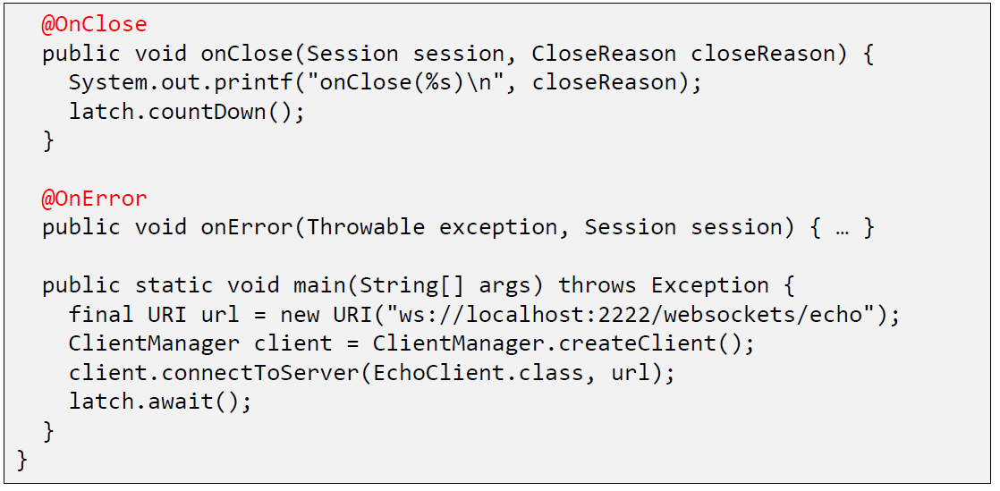 @OnClose
public void onClose(Session session, CloseReason closeReason) {
System.out.printf("onClose(%s)\n", closeReason);
latch.countDown();
}
@OnError
public void onError(Throwable exception, Session session) { … }
public static void main(String[] args) throws Exception {
final URI url = new URI("ws://localhost:2222/websockets/echo");
ClientManager client = ClientManager.createClient();
client.connectToServer(EchoClient.class, url);
latch.await();
}
}